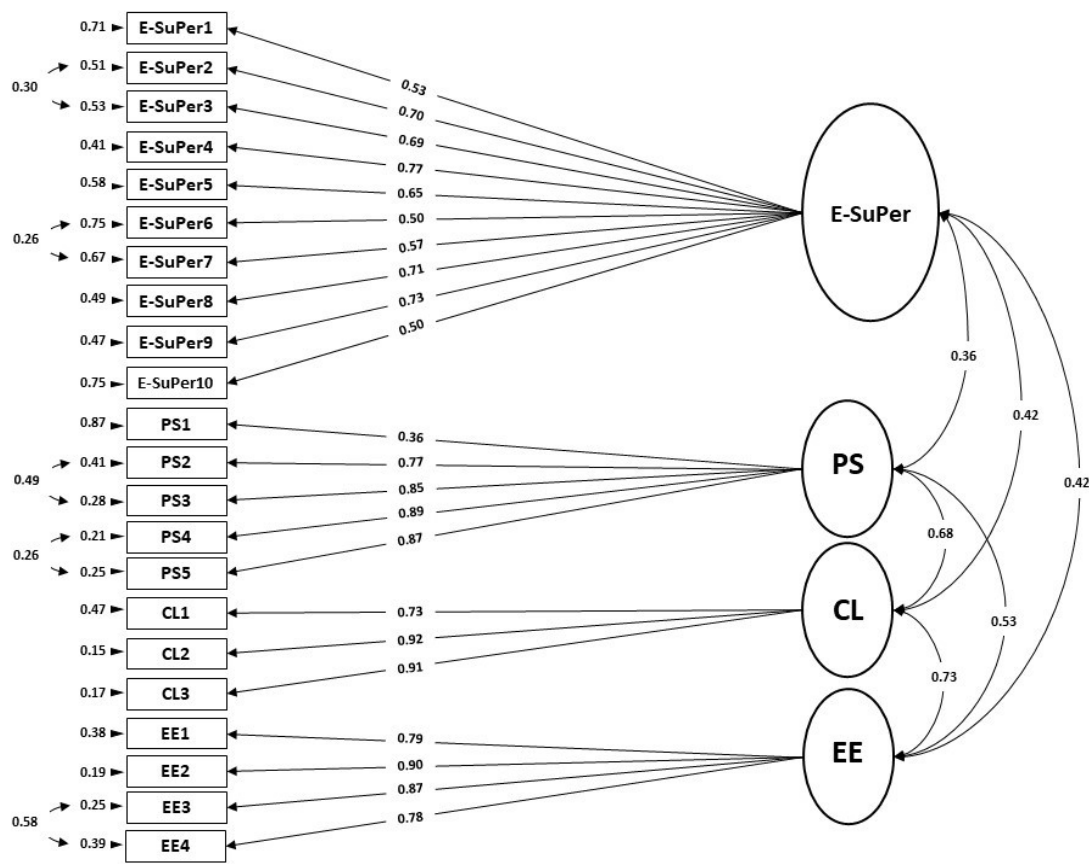 0.71 E-SuPer1
0.51 E-SuPer2
0.30
0.53 E-SuPer3
0.41 E-SuPer4
0.58 E-SuPer5
0.75 E-SuPer6
0.26
0.67 E-SuPer7
0.49 E-SuPer8
0.47 E-SuPer9
0.75 E-SuPer10
0.87 PS1
0.41 PS2
0.49
0.28 PS3
0.21 PS4
0.26
0.25 PS5
0.47 CL1
0.15 CL2
0.17 CL3
0.38 EE1
0.19 EE2
0.25 EE3
0.58
0.39 EE4
0.53
0.70
0.69
0.77
0.65
0.50
0.57
0.71
0.73
0.50
0.36
0.77
0.85
0.89
0.87
0.73
0.92
0.91
0.79
0.90
0.87
0.78
E-SuPer
PS
CL
EE
0.36
0.42
0.42
0.68
0.53
0.73